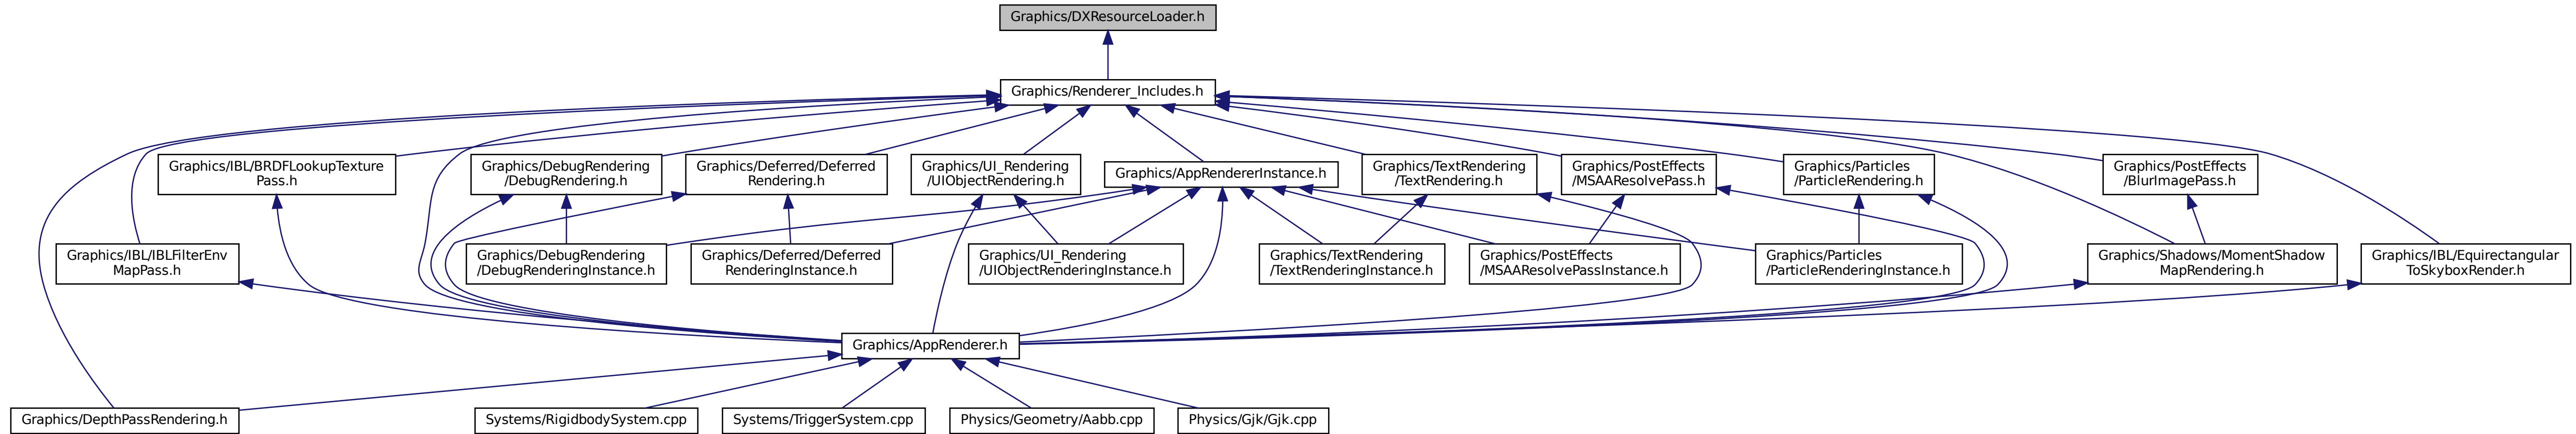 Graphics/DXResourceLoader.h
Graphics/Renderer_Includes.h
Graphics/IBL/BRDFLookupTexture
Pass.h
Graphics/DebugRendering
/DebugRendering.h
Graphics/Deferred/Deferred
Rendering.h
Graphics/UI_Rendering
/UIObjectRendering.h
Graphics/AppRendererInstance.h
Graphics/TextRendering
/TextRendering.h
Graphics/PostEffects
/MSAAResolvePass.h
Graphics/Particles
/ParticleRendering.h
Graphics/PostEffects
/BlurImagePass.h
Graphics/IBL/IBLFilterEnv
MapPass.h
Graphics/DebugRendering
/DebugRenderingInstance.h
Graphics/Deferred/Deferred
RenderingInstance.h
Graphics/UI_Rendering
/UIObjectRenderingInstance.h
Graphics/TextRendering
/TextRenderingInstance.h
Graphics/PostEffects
/MSAAResolvePassInstance.h
Graphics/Particles
/ParticleRenderingInstance.h
Graphics/Shadows/MomentShadow
MapRendering.h
Graphics/IBL/Equirectangular
ToSkyboxRender.h
Graphics/AppRenderer.h
Graphics/DepthPassRendering.h
Systems/RigidbodySystem.cpp
Systems/TriggerSystem.cpp
Physics/Geometry/Aabb.cpp
Physics/Gjk/Gjk.cpp